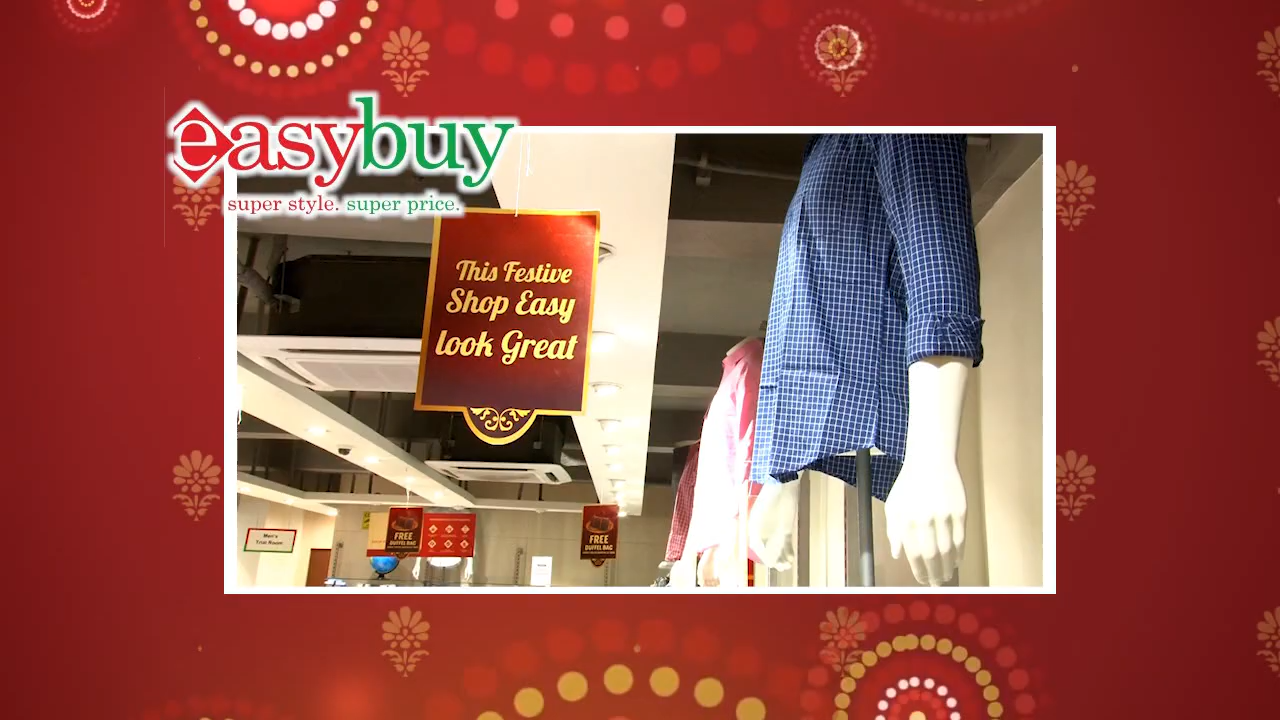 easybuy
super style. super price.
This Festive
Shop Easy
look Great
Men's
Trial Room
FREE
DUFFEL BAG
FREE
DUFFEL BAG